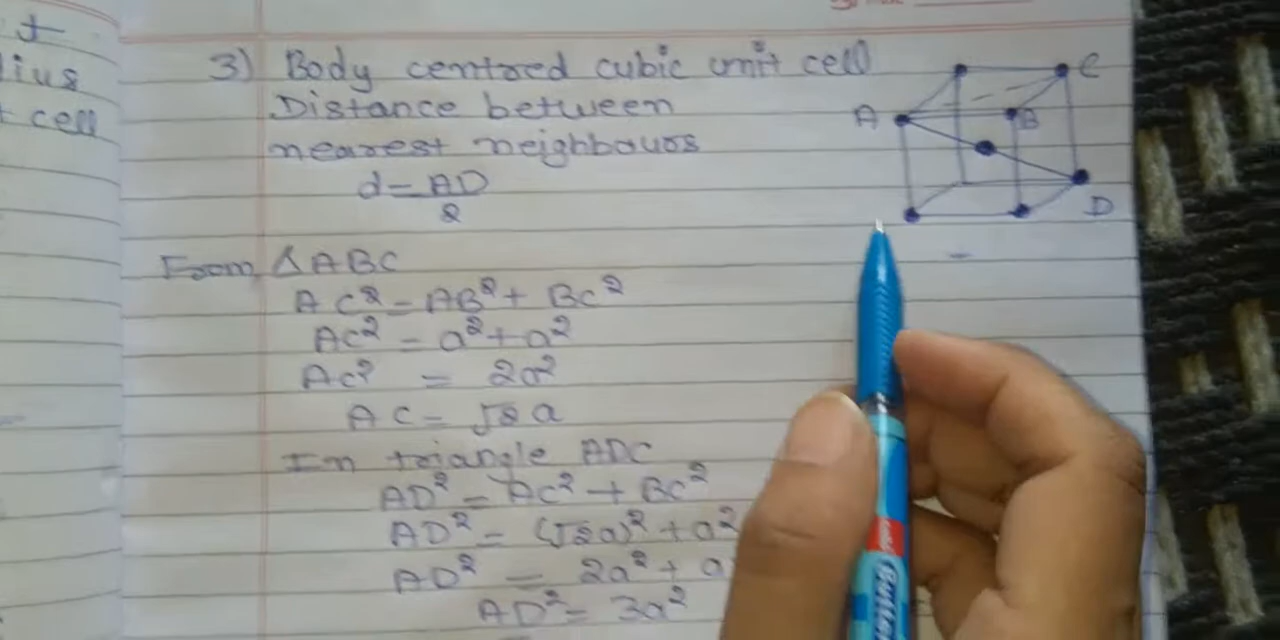 t
ius
t cell
3) Body centred cubic unit cell
Distance between
nearest neighbours
d = AD
2
From △ABC
AC² = AB² + BC²
AC² = a² + a²
AC² = 2a²
AC = √2 a
In triangle ADC
AD² = AC² + BC²
AD² = (√2a)² + a²
AD² = 2a² + a
AD² = 3a²
A
B
C
D